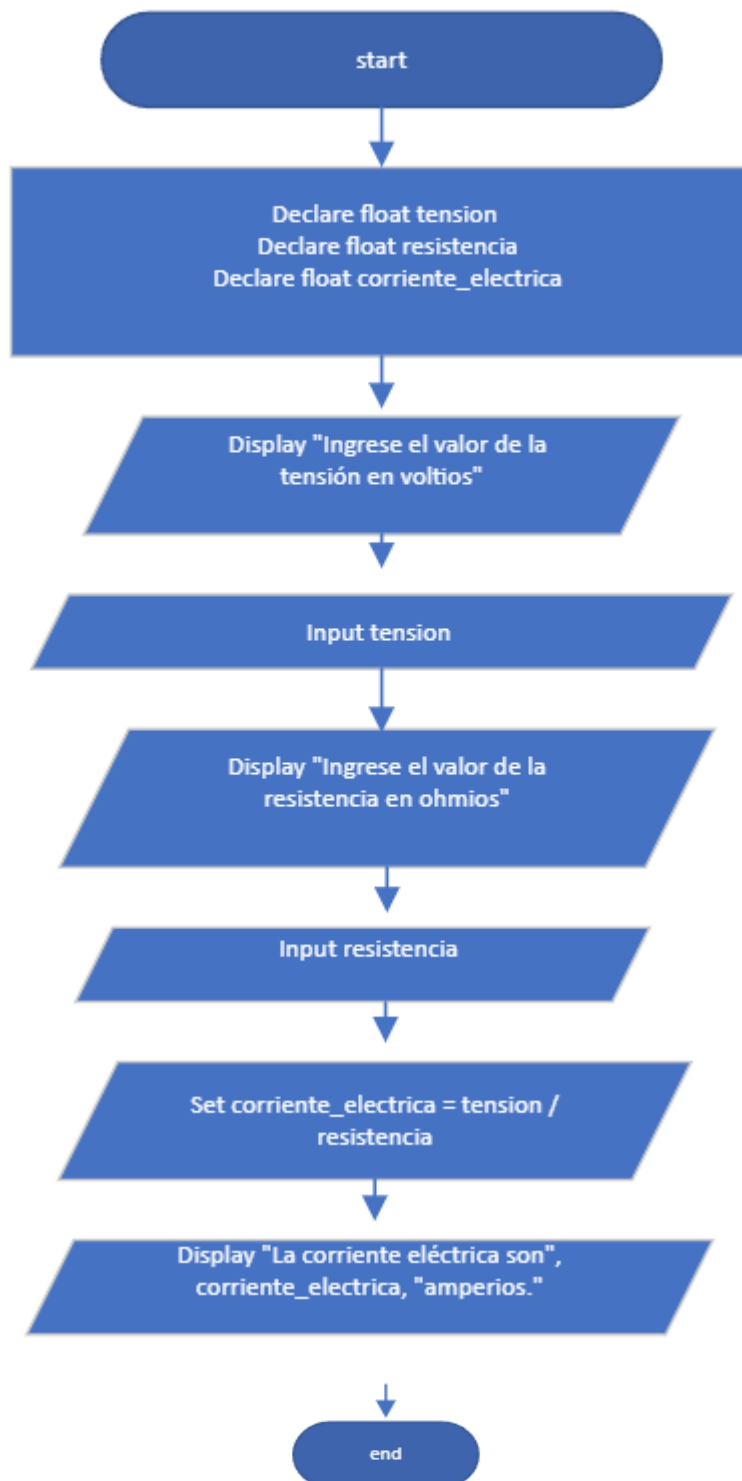 start
Declare float tension
Declare float resistencia
Declare float corriente_electrica
Display "Ingrese el valor de la
tensión en voltios"
Input tension
Display "Ingrese el valor de la
resistencia en ohmios"
Input resistencia
Set corriente_electrica = tension /
resistencia
Display "La corriente eléctrica son",
corriente_electrica, "amperios."
end